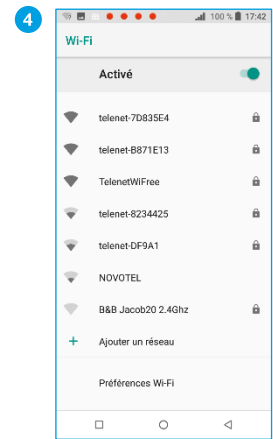 4
100 % 17:42
Wi-Fi
Activé
telenet-7D835E4
telenet-B871E13
TelenetWiFree
telenet-8234425
telenet-DF9A1
NOVOTEL
B&B Jacob20 2.4Ghz
+ Ajouter un réseau
Préférences Wi-Fi